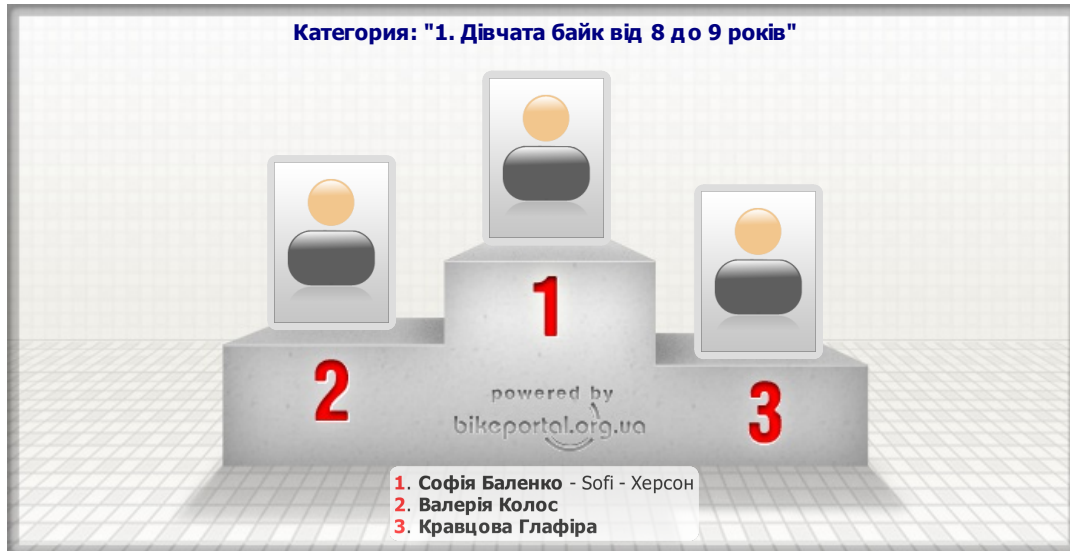 Категория: "1. Дівчата байк від 8 до 9 років"
1
2
3
powered by
bikeportal.org.ua
1. Софія Баленко - Sofi - Херсон
2. Валерія Колос
3. Кравцова Глафіра